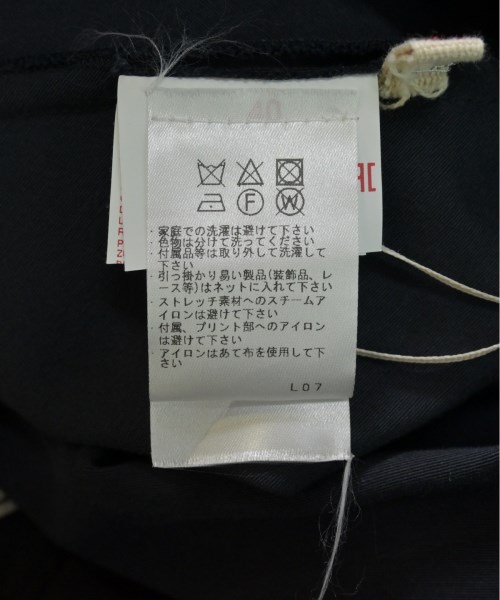 F W
・家庭での洗濯は避けて下さい
・色物は分けて洗ってください
・付属品等は取り外して洗濯して
下さい
・引っ掛かり易い製品(装飾品、レ
ース等)はネットに入れて下さい
・ストレッチ素材へのスチームア
イロンは避けて下さい
・付属、プリント部へのアイロン
は避けて下さい
・アイロンはあて布を使用して下
さい
L07